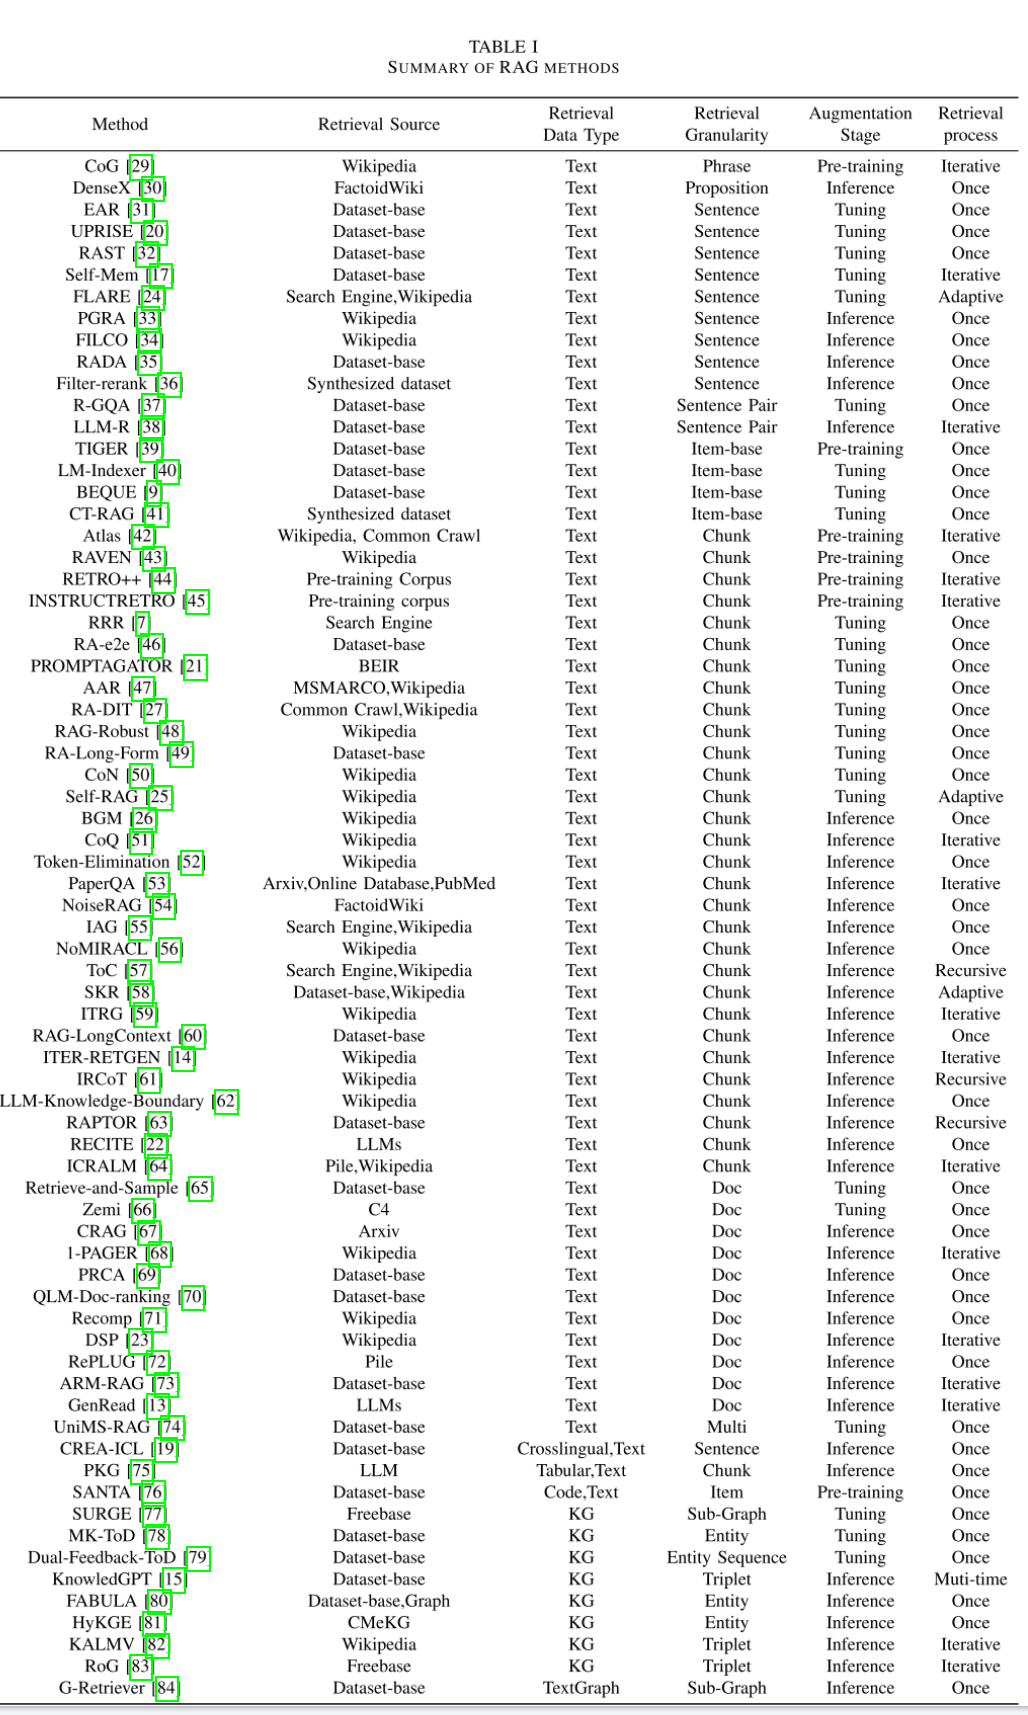 TABLE I
SUMMARY OF RAG METHODS
Method Retrieval Source Retrieval Data Type Retrieval Granularity Augmentation Stage Retrieval process
CoG [29] Wikipedia Text Phrase Pre-training Iterative
DenseX [30] FactoidWiki Text Proposition Inference Once
EAR [31] Dataset-base Text Sentence Tuning Once
UPRISE [20] Dataset-base Text Sentence Tuning Once
RAST [32] Dataset-base Text Sentence Tuning Once
Self-Mem [17] Dataset-base Text Sentence Tuning Iterative
FLARE [24] Search Engine,Wikipedia Text Sentence Tuning Adaptive
PGRA [33] Wikipedia Text Sentence Inference Once
FILCO [34] Wikipedia Text Sentence Inference Once
RADA [35] Dataset-base Text Sentence Inference Once
Filter-rerank [36] Synthesized dataset Text Sentence Inference Once
R-GQA [37] Dataset-base Text Sentence Pair Tuning Once
LLM-R [38] Dataset-base Text Sentence Pair Inference Iterative
TIGER [39] Dataset-base Text Item-base Pre-training Once
LM-Indexer [40] Dataset-base Text Item-base Tuning Once
BEQUE [9] Dataset-base Text Item-base Tuning Once
CT-RAG [41] Synthesized dataset Text Item-base Tuning Once
Atlas [42] Wikipedia, Common Crawl Text Chunk Pre-training Iterative
RAVEN [43] Wikipedia Text Chunk Pre-training Once
RETRO++ [44] Pre-training Corpus Text Chunk Pre-training Iterative
INSTRUCTRETRO [45] Pre-training corpus Text Chunk Pre-training Iterative
RRR [7] Search Engine Text Chunk Tuning Once
RA-e2e [46] Dataset-base Text Chunk Tuning Once
PROMPTAGATOR [21] BEIR Text Chunk Tuning Once
AAR [47] MSMARCO,Wikipedia Text Chunk Tuning Once
RA-DIT [27] Common Crawl,Wikipedia Text Chunk Tuning Once
RAG-Robust [48] Wikipedia Text Chunk Tuning Once
RA-Long-Form [49] Dataset-base Text Chunk Tuning Once
CoN [50] Wikipedia Text Chunk Tuning Once
Self-RAG [25] Wikipedia Text Chunk Tuning Adaptive
BGM [26] Wikipedia Text Chunk Inference Once
CoQ [51] Wikipedia Text Chunk Inference Iterative
Token-Elimination [52] Wikipedia Text Chunk Inference Once
PaperQA [53] Arxiv,Online Database,PubMed Text Chunk Inference Iterative
NoiseRAG [54] FactoidWiki Text Chunk Inference Once
IAG [55] Search Engine,Wikipedia Text Chunk Inference Once
NoMIRACL [56] Wikipedia Text Chunk Inference Once
ToC [57] Search Engine,Wikipedia Text Chunk Inference Recursive
SKR [58] Dataset-base,Wikipedia Text Chunk Inference Adaptive
ITRG [59] Wikipedia Text Chunk Inference Iterative
RAG-LongContext [60] Dataset-base Text Chunk Inference Once
ITER-RETGEN [14] Wikipedia Text Chunk Inference Iterative
IRCoT [61] Wikipedia Text Chunk Inference Recursive
LLM-Knowledge-Boundary [62] Wikipedia Text Chunk Inference Once
RAPTOR [63] Dataset-base Text Chunk Inference Recursive
RECITE [22] LLMs Text Chunk Inference Once
ICRALM [64] Pile,Wikipedia Text Chunk Inference Iterative
Retrieve-and-Sample [65] Dataset-base Text Doc Tuning Once
Zemi [66] C4 Text Doc Tuning Once
CRAG [67] Arxiv Text Doc Inference Once
1-PAGER [68] Wikipedia Text Doc Inference Iterative
PRCA [69] Dataset-base Text Doc Inference Once
QLM-Doc-ranking [70] Dataset-base Text Doc Inference Once
Recomp [71] Wikipedia Text Doc Inference Once
DSP [23] Wikipedia Text Doc Inference Iterative
RePLUG [72] Pile Text Doc Inference Once
ARM-RAG [73] Dataset-base Text Doc Inference Iterative
GenRead [13] LLMs Text Doc Inference Iterative
UniMS-RAG [74] Dataset-base Text Multi Tuning Once
CREA-ICL [19] Dataset-base Crosslingual,Text Sentence Inference Once
PKG [75] LLM Tabular,Text Chunk Inference Once
SANTA [76] Dataset-base Code,Text Item Pre-training Once
SURGE [77] Freebase KG Sub-Graph Tuning Once
MK-ToD [78] Dataset-base KG Entity Tuning Once
Dual-Feedback-ToD [79] Dataset-base KG Entity Sequence Tuning Once
KnowledGPT [15] Dataset-base KG Triplet Inference Muti-time
FABULA [80] Dataset-base,Graph KG Entity Inference Once
HyKGE [81] CMeKG KG Entity Inference Once
KALMV [82] Wikipedia KG Triplet Inference Iterative
RoG [83] Freebase KG Triplet Inference Iterative
G-Retriever [84] Dataset-base TextGraph Sub-Graph Inference Once